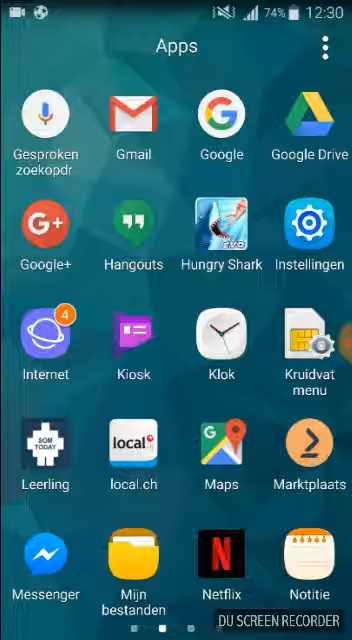 74% 12:30
Apps
Gesproken zoekopdr
Gmail
Google
Google Drive
G+
Google+
Hangouts
EVO
Hungry Shark
Instellingen
4
Internet
Kiosk
Klok
Kruidvat menu
SOM TODAY
Leerling
local.ch
local
G
Maps
Marktplaats
Messenger
Mijn bestanden
N
Netflix
Notitie
DU SCREEN RECORDER